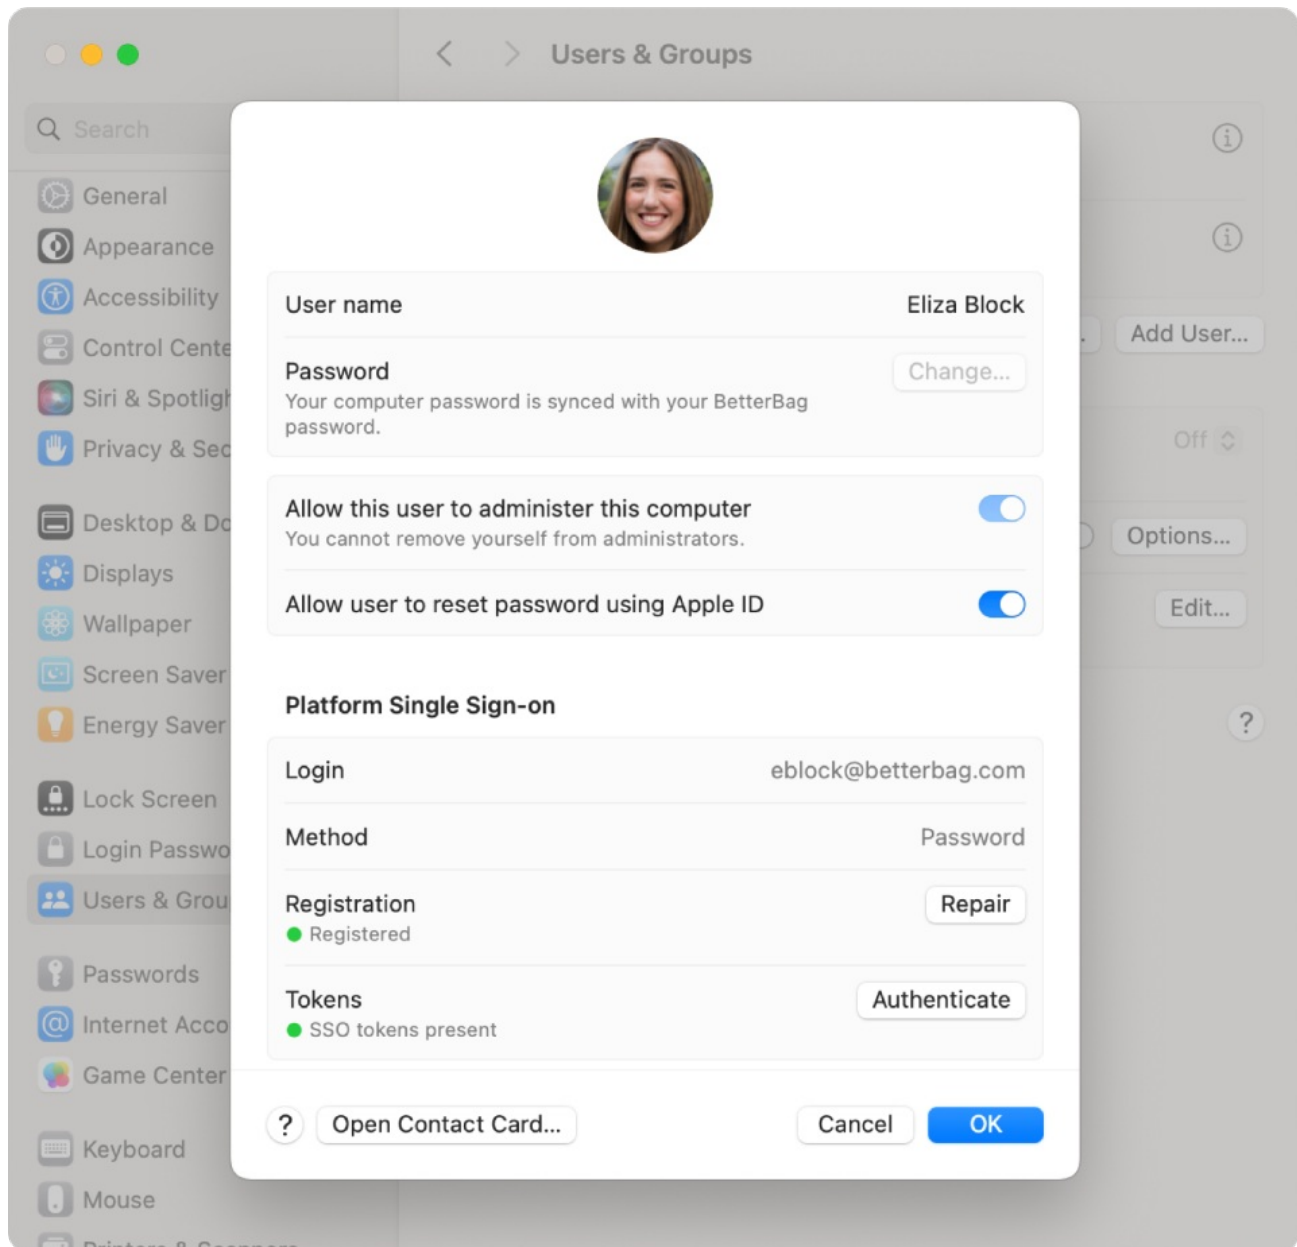 Users & Groups
Search
General
Appearance
Accessibility
Control Cente
Siri & Spotligh
Privacy & Sec
Desktop & Do
Displays
Wallpaper
Screen Saver
Energy Saver
Lock Screen
Login Passwo
Users & Grou
Passwords
Internet Acco
Game Center
Keyboard
Mouse
Printers & Scanners
User name
Eliza Block
Password
Change...
Your computer password is synced with your BetterBag
password.
Allow this user to administer this computer
You cannot remove yourself from administrators.
Allow user to reset password using Apple ID
Platform Single Sign-on
Login
eblock@betterbag.com
Method
Password
Registration
Repair
Registered
Tokens
Authenticate
SSO tokens present
?
Open Contact Card...
Cancel
OK
Add User...
Off
Options...
Edit...
?